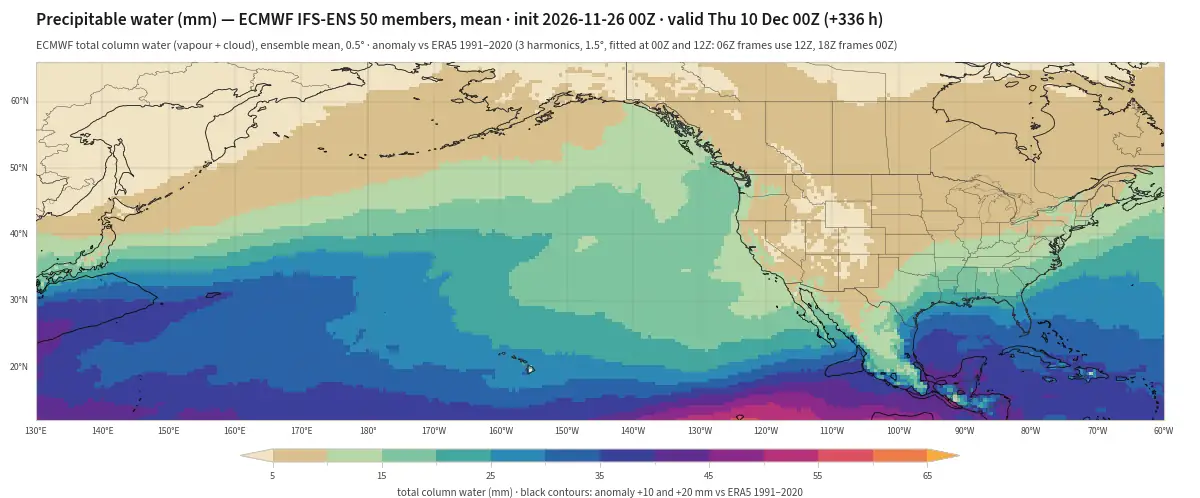 Precipitable water (mm) — ECMWF IFS-ENS 50 members, mean · init 2026-11-26 00Z · valid Thu 10 Dec 00Z (+336 h)
ECMWF total column water (vapour + cloud), ensemble mean, 0.5° · anomaly vs ERA5 1991–2020 (3 harmonics, 1.5°, fitted at 00Z and 12Z: 06Z frames use 12Z, 18Z frames 00Z)
60°N
50°N
40°N
30°N
20°N
130°E 140°E 150°E 160°E 170°E 180° 170°W 160°W 150°W 140°W 130°W 120°W 110°W 100°W 90°W 80°W 70°W 60°W
5 15 25 35 45 55 65
total column water (mm) · black contours: anomaly +10 and +20 mm vs ERA5 1991–2020